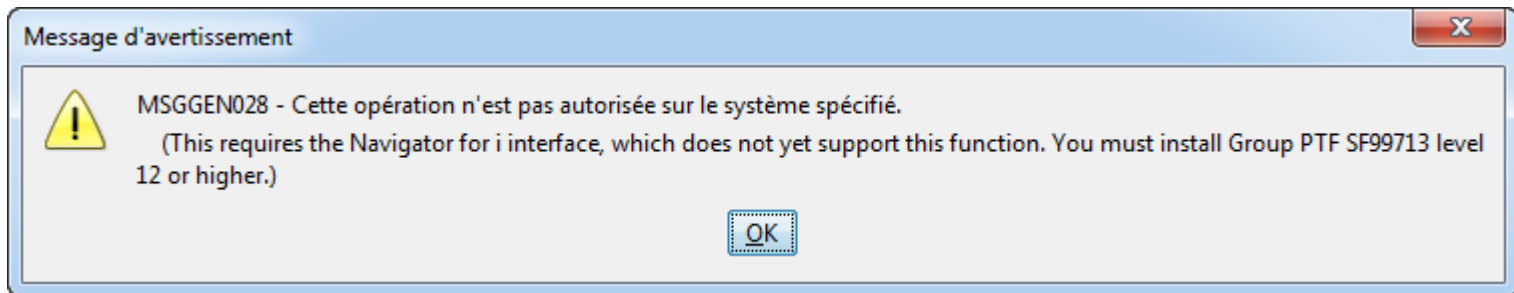 Message d'avertissement
MSGGEN028 - Cette opération n'est pas autorisée sur le système spécifié.
(This requires the Navigator for i interface, which does not yet support this function. You must install Group PTF SF99713 level
12 or higher.)
OK